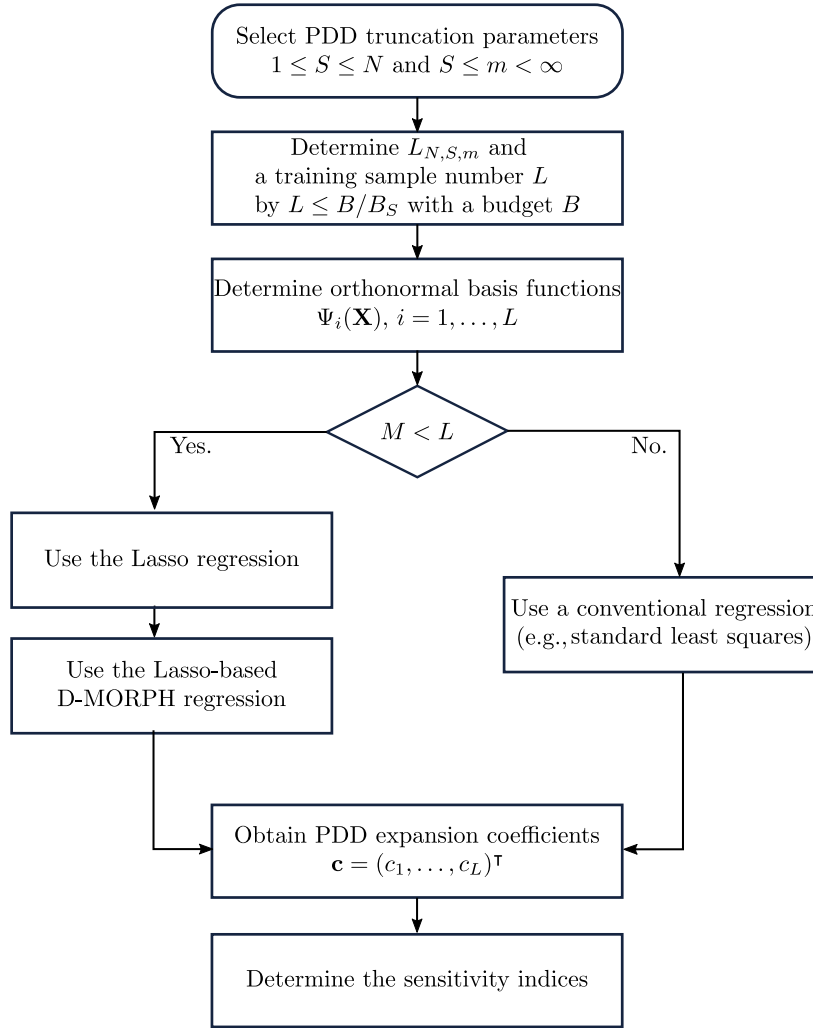 Select PDD truncation parameters
1 ≤ S ≤ N and S ≤ m < ∞
Determine L_{N,S,m} and
a training sample number L
by L ≤ B/B_S with a budget B
Determine orthonormal basis functions
Ψ_i(X), i = 1, . . . , L
M < L
Yes.
No.
Use the Lasso regression
Use a conventional regression
(e.g., standard least squares)
Use the Lasso-based
D-MORPH regression
Obtain PDD expansion coefficients
c = (c_1, . . . , c_L)^⊤
Determine the sensitivity indices